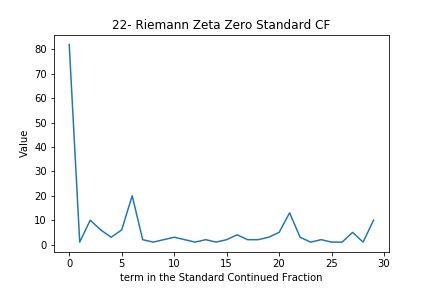 22- Riemann Zeta Zero Standard CF
Value
80
70
60
50
40
30
20
10
0
0 5 10 15 20 25 30
term in the Standard Continued Fraction